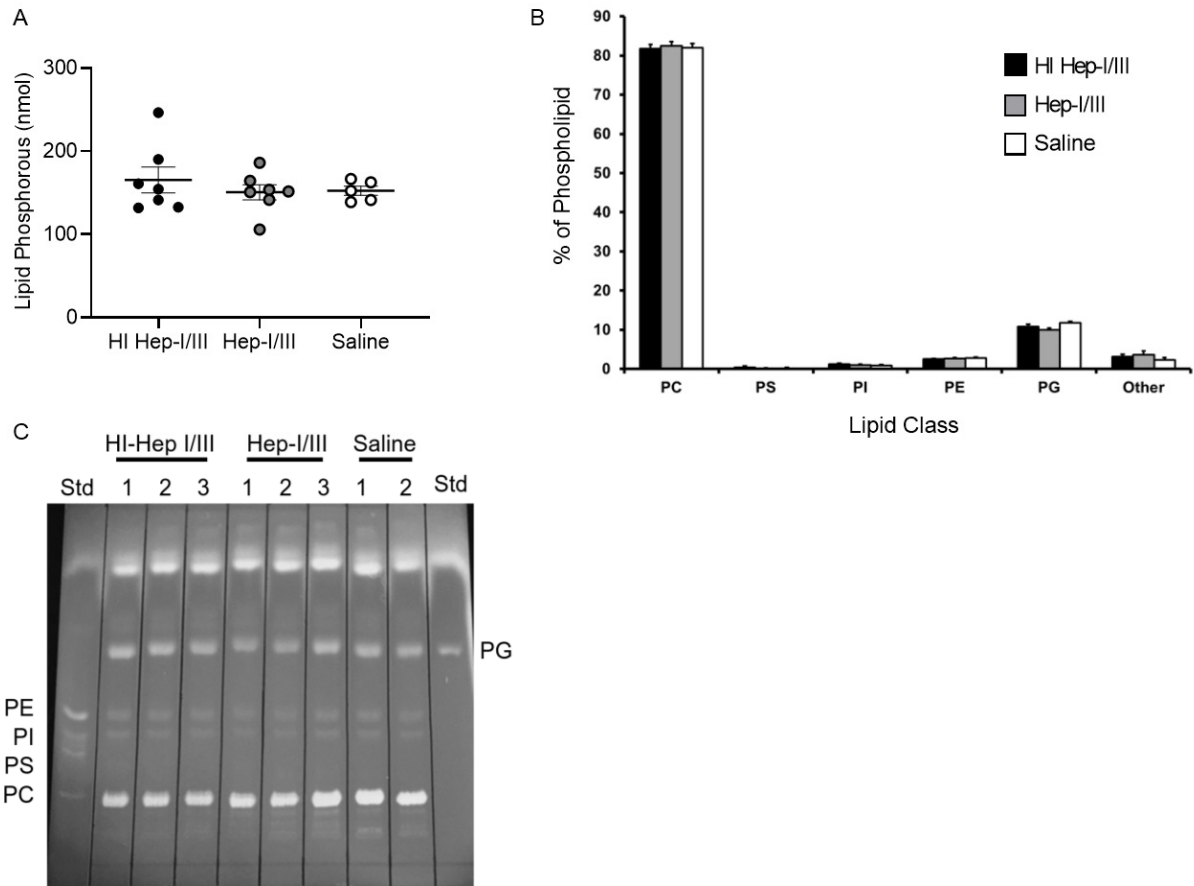 A
Lipid Phosphorous (nmol)
300
200
100
0
HI Hep-I/III Hep-I/III Saline
B
% of Phospholipid
90
80
70
60
50
40
30
20
10
0
HI Hep-I/III
Hep-I/III
Saline
PC PS PI PE PG Other
Lipid Class
C
HI-Hep I/III Hep-I/III Saline
Std 1 2 3 1 2 3 1 2 Std
PG
PE
PI
PS
PC